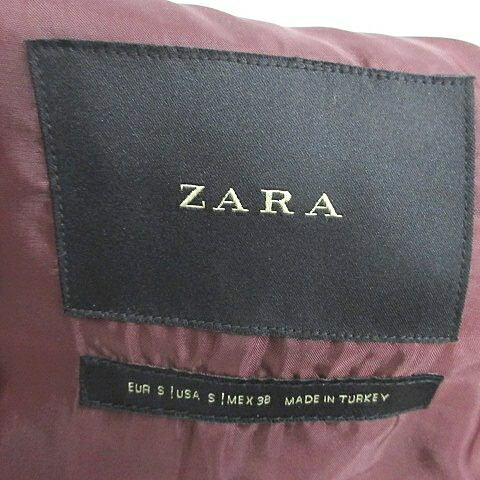 ZARA
EUR S | USA S | MEX 38 MADE IN TURKEY